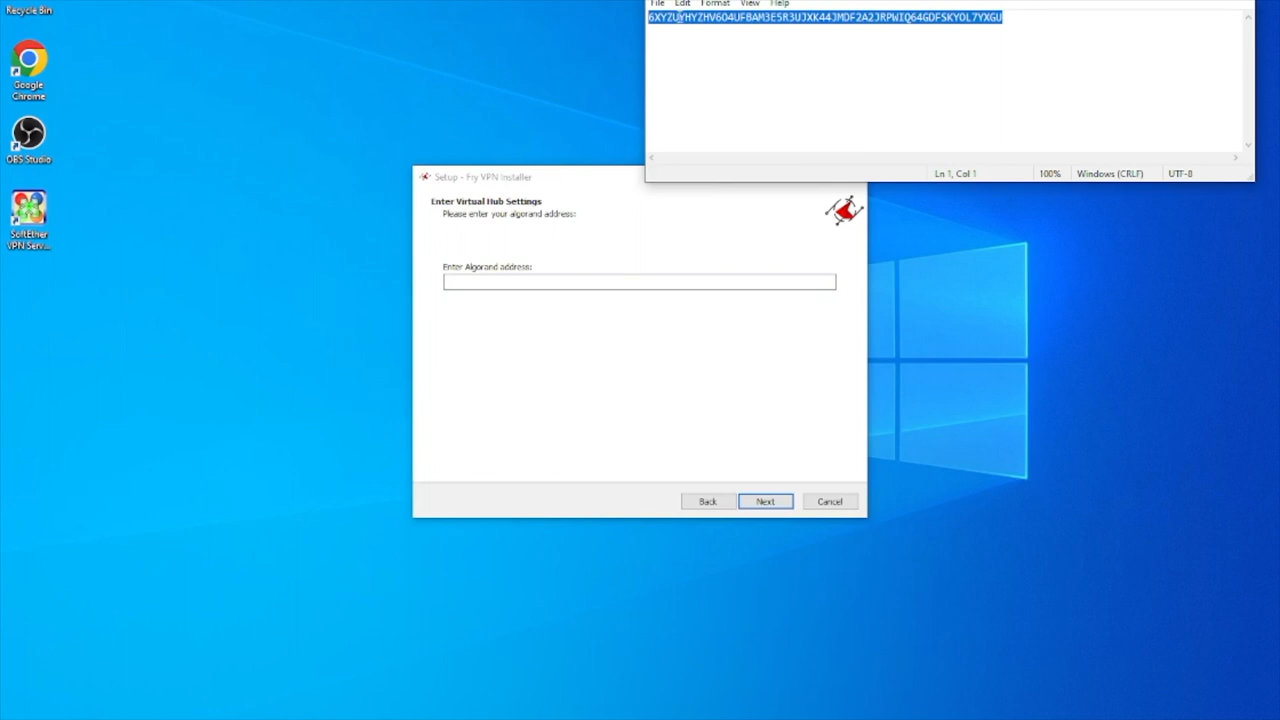 Recycle Bin
File Edit Format View Help
6XYZUYHYZHV6O4UFBAM3E5R3UJXK44JMDF2A2JRPWIQ64GDFSKYOL7YXGU
Google
Chrome
OBS Studio
Ln 1, Col 1
100%
Windows (CRLF)
UTF-8
Setup - Fry VPN Installer
Enter Virtual Hub Settings
Please enter your algorand address:
SoftEther
VPN Serv...
Enter Algorand address:
Back
Next
Cancel